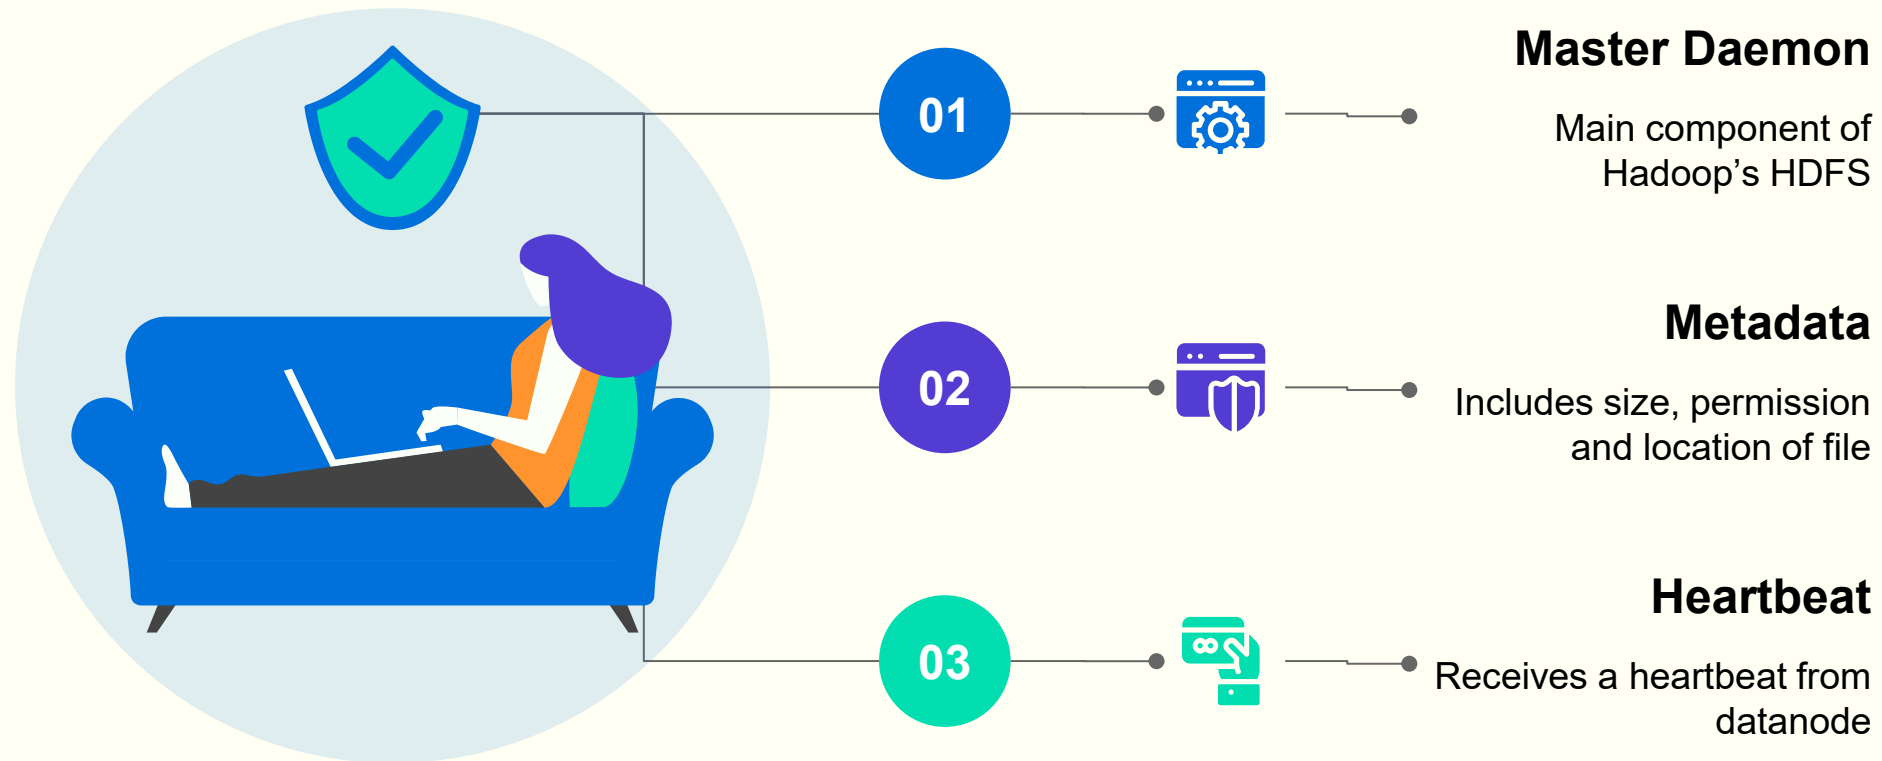 01
Master Daemon
Main component of
Hadoop’s HDFS
02
Metadata
Includes size, permission
and location of file
03
Heartbeat
Receives a heartbeat from
datanode